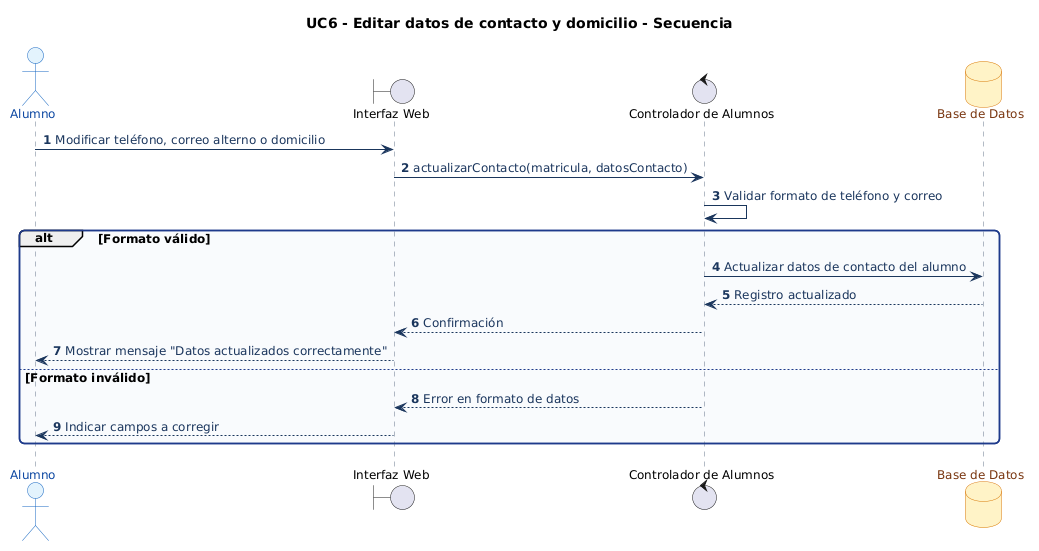 UC6 - Editar datos de contacto y domicilio - Secuencia
Alumno
Interfaz Web
Controlador de Alumnos
Base de Datos
1 Modificar teléfono, correo alterno o domicilio
2 actualizarContacto(matricula, datosContacto)
3 Validar formato de teléfono y correo
alt [Formato válido]
4 Actualizar datos de contacto del alumno
5 Registro actualizado
6 Confirmación
7 Mostrar mensaje "Datos actualizados correctamente"
[Formato inválido]
8 Error en formato de datos
9 Indicar campos a corregir
Alumno
Interfaz Web
Controlador de Alumnos
Base de Datos